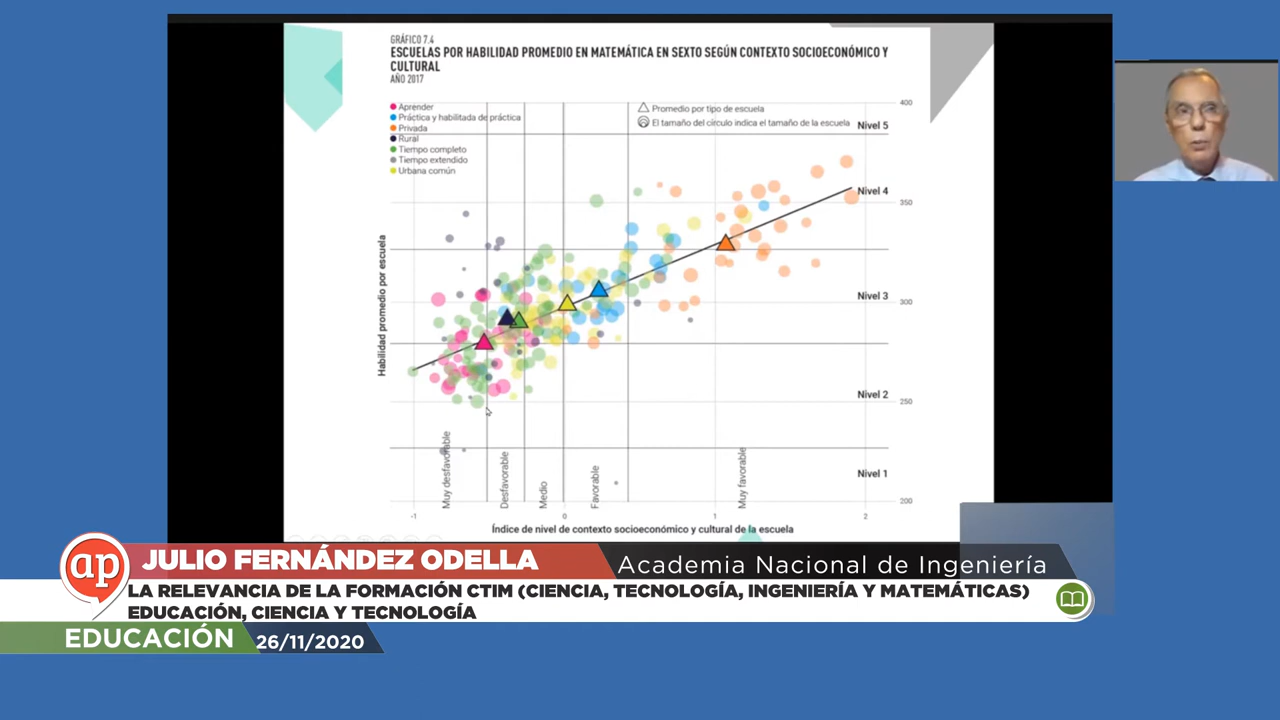 GRÁFICO 7.4
ESCUELAS POR HABILIDAD PROMEDIO EN MATEMÁTICA EN SEXTO SEGÚN CONTEXTO SOCIOECONÓMICO Y
CULTURAL
AÑO 2017
Aprender
Práctica y habilitada de práctica
Privada
Rural
Tiempo completo
Tiempo extendido
Urbana común
Promedio por tipo de escuela
El tamaño del círculo indica el tamaño de la escuela
400
Nivel 5
Nivel 4
350
Nivel 3
300
Nivel 2
250
Nivel 1
200
Habilidad promedio por escuela
Muy desfavorable
Desfavorable
Medio
Favorable
Muy favorable
-1
0
1
2
Índice de nivel de contexto socioeconómico y cultural de la escuela
ap
JULIO FERNÁNDEZ ODELLA
Academia Nacional de Ingeniería
LA RELEVANCIA DE LA FORMACIÓN CTIM (CIENCIA, TECNOLOGÍA, INGENIERÍA Y MATEMÁTICAS)
EDUCACIÓN, CIENCIA Y TECNOLOGÍA
EDUCACIÓN
26/11/2020